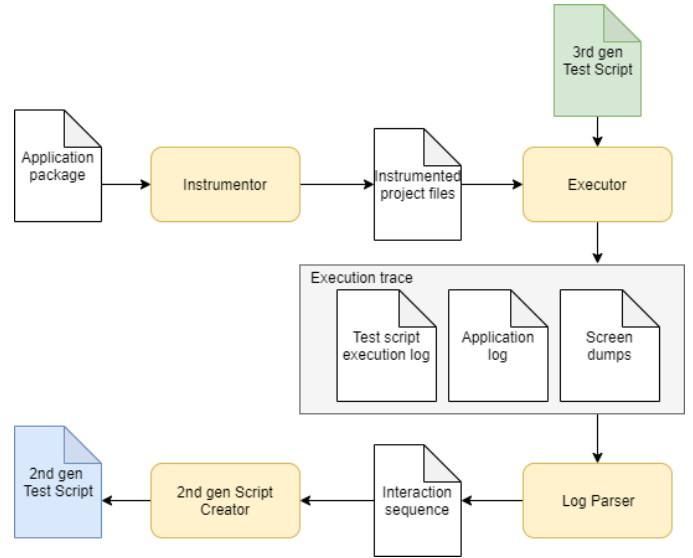 3rd gen
Test Script
Application
package
Instrumentor
Instrumented
project files
Executor
Execution trace
Test script
execution log
Application
log
Screen
dumps
2nd gen
Test Script
2nd gen Script
Creator
Interaction
sequence
Log Parser